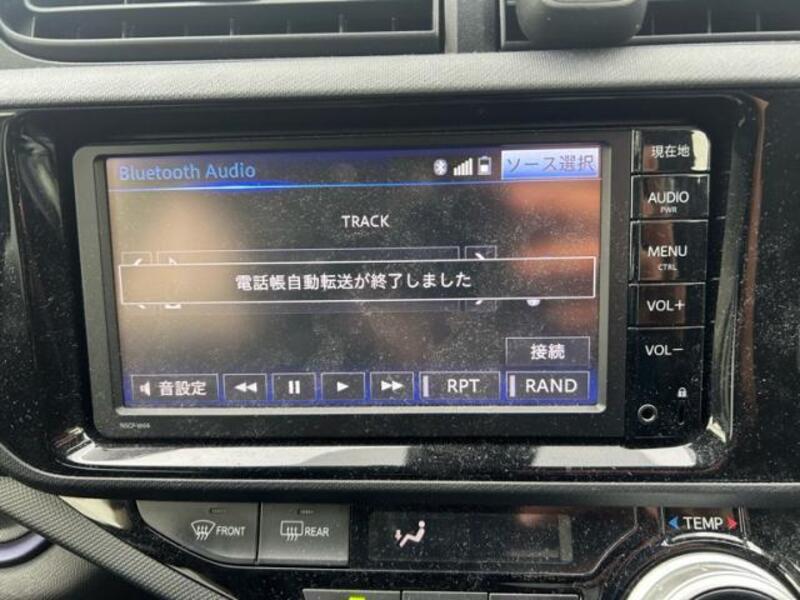 Bluetooth Audio
ソース選択
TRACK
電話帳自動転送が終了しました
接続
音設定
RPT
RAND
現在地
AUDIO
PWR
MENU
CTRL
VOL+
VOL-
FRONT
REAR
TEMP